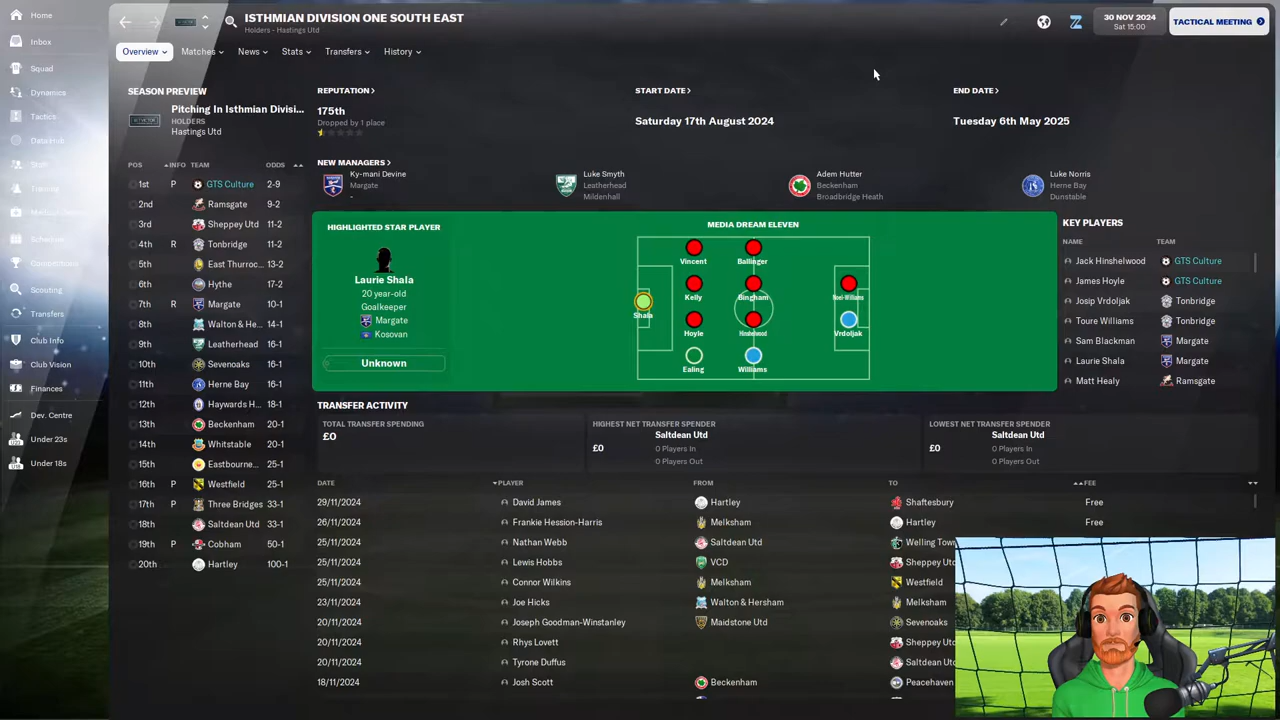 Home
Inbox
Squad
Dynamics
Tactics
Scouting
Transfers
Club Info
Club Vision
Finances
Dev. Centre
Under 23s
Under 18s
ISTHMIAN DIVISION ONE SOUTH EAST
Holders - Hastings Utd
30 NOV 2024
Sat 15:00
TACTICAL MEETING
Overview
Matches
News
Stats
Transfers
History
SEASON PREVIEW
Pitching In Isthmian Divisi...
HOLDERS
Hastings Utd
REPUTATION
175th
Dropped by 1 place
START DATE
Saturday 17th August 2024
END DATE
Tuesday 6th May 2025
NEW MANAGERS
Ky-mani Devine
Margate
-
Luke Smyth
Leatherhead
Mildenhall
Adem Hutter
Beckenham
Broadbridge Heath
Luke Norris
Herne Bay
Dunstable
POS INFO TEAM ODDS
1st P GTS Culture 2-9
2nd Ramsgate 9-2
3rd Sheppey Utd 11-2
4th R Tonbridge 11-2
5th East Thurroc... 13-2
6th Hythe 17-2
7th R Margate 10-1
8th Walton & He... 14-1
9th Leatherhead 16-1
10th Sevenoaks 16-1
11th Herne Bay 16-1
12th Haywards H... 18-1
13th Beckenham 20-1
14th Whitstable 20-1
15th Eastbourne... 25-1
16th P Westfield 25-1
17th P Three Bridges 33-1
18th Saltdean Utd 33-1
19th P Cobham 50-1
20th Hartley 100-1
HIGHLIGHTED STAR PLAYER
Laurie Shala
20 year-old
Goalkeeper
Margate
Kosovan
Unknown
MEDIA DREAM ELEVEN
Vincent Ballinger
Kelly Bingham Noel-Williams
Shala
Hoyle Hinshelwood Vrdoljak
Ealing Williams
KEY PLAYERS
NAME TEAM
Jack Hinshelwood GTS Culture
James Hoyle GTS Culture
Josip Vrdoljak Tonbridge
Toure Williams Tonbridge
Sam Blackman Margate
Laurie Shala Margate
Matt Healy Ramsgate
TRANSFER ACTIVITY
TOTAL TRANSFER SPENDING
£0
HIGHEST NET TRANSFER SPENDER
£0
Saltdean Utd
0 Players In
0 Players Out
LOWEST NET TRANSFER SPENDER
£0
Saltdean Utd
0 Players In
0 Players Out
DATE PLAYER FROM TO FEE
29/11/2024 David James Hartley Shaftesbury Free
26/11/2024 Frankie Hession-Harris Melksham Hartley Free
25/11/2024 Nathan Webb Saltdean Utd Welling Town
25/11/2024 Lewis Hobbs VCD Sheppey Utd
25/11/2024 Connor Wilkins Melksham Westfield
23/11/2024 Joe Hicks Walton & Hersham Melksham
20/11/2024 Joseph Goodman-Winstanley Maidstone Utd Sevenoaks
20/11/2024 Rhys Lovett Sheppey
20/11/2024 Tyrone Duffus Saltdean
18/11/2024 Josh Scott Beckenham Peacehaven